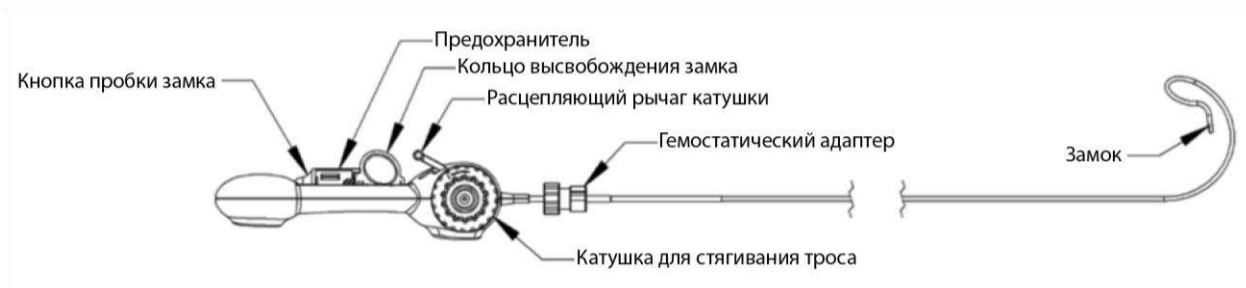 Предохранитель
Кольцо высвобождения замка
Кнопка пробки замка
Расцепляющий рычаг катушки
Гемостатический адаптер
Замок
Катушка для стягивания троса